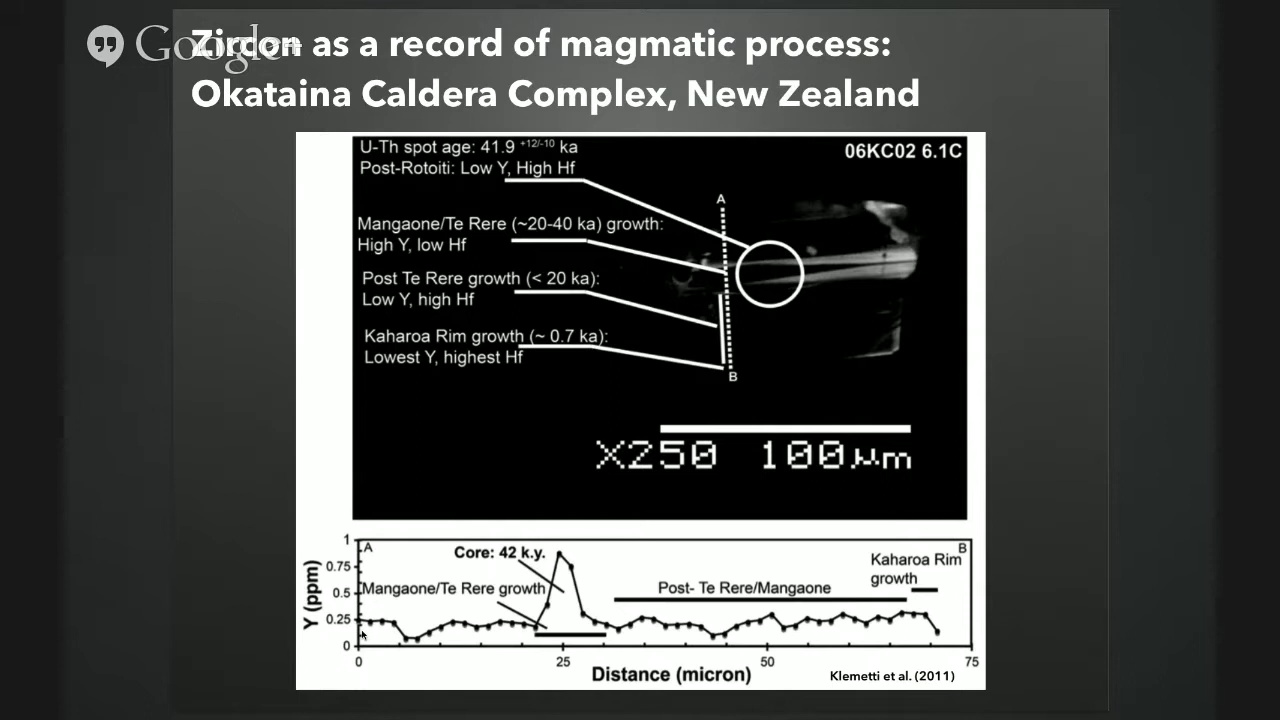 Google+
Zircon as a record of magmatic process:
Okataina Caldera Complex, New Zealand
U-Th spot age: 41.9 +12/-10 ka
Post-Rotoiti: Low Y, High Hf
06KC02 6.1C
A
Mangaone/Te Rere (~20-40 ka) growth:
High Y, low Hf
Post Te Rere growth (< 20 ka):
Low Y, high Hf
Kaharoa Rim growth (~ 0.7 ka):
Lowest Y, highest Hf
B
X250 100μm
A
B
Core: 42 k.y.
Kaharoa Rim
growth
Mangaone/Te Rere growth
Post- Te Rere/Mangaone
Y (ppm)
1
0.75
0.5
0.25
0
0 25 50 75
Distance (micron)
Klemetti et al. (2011)